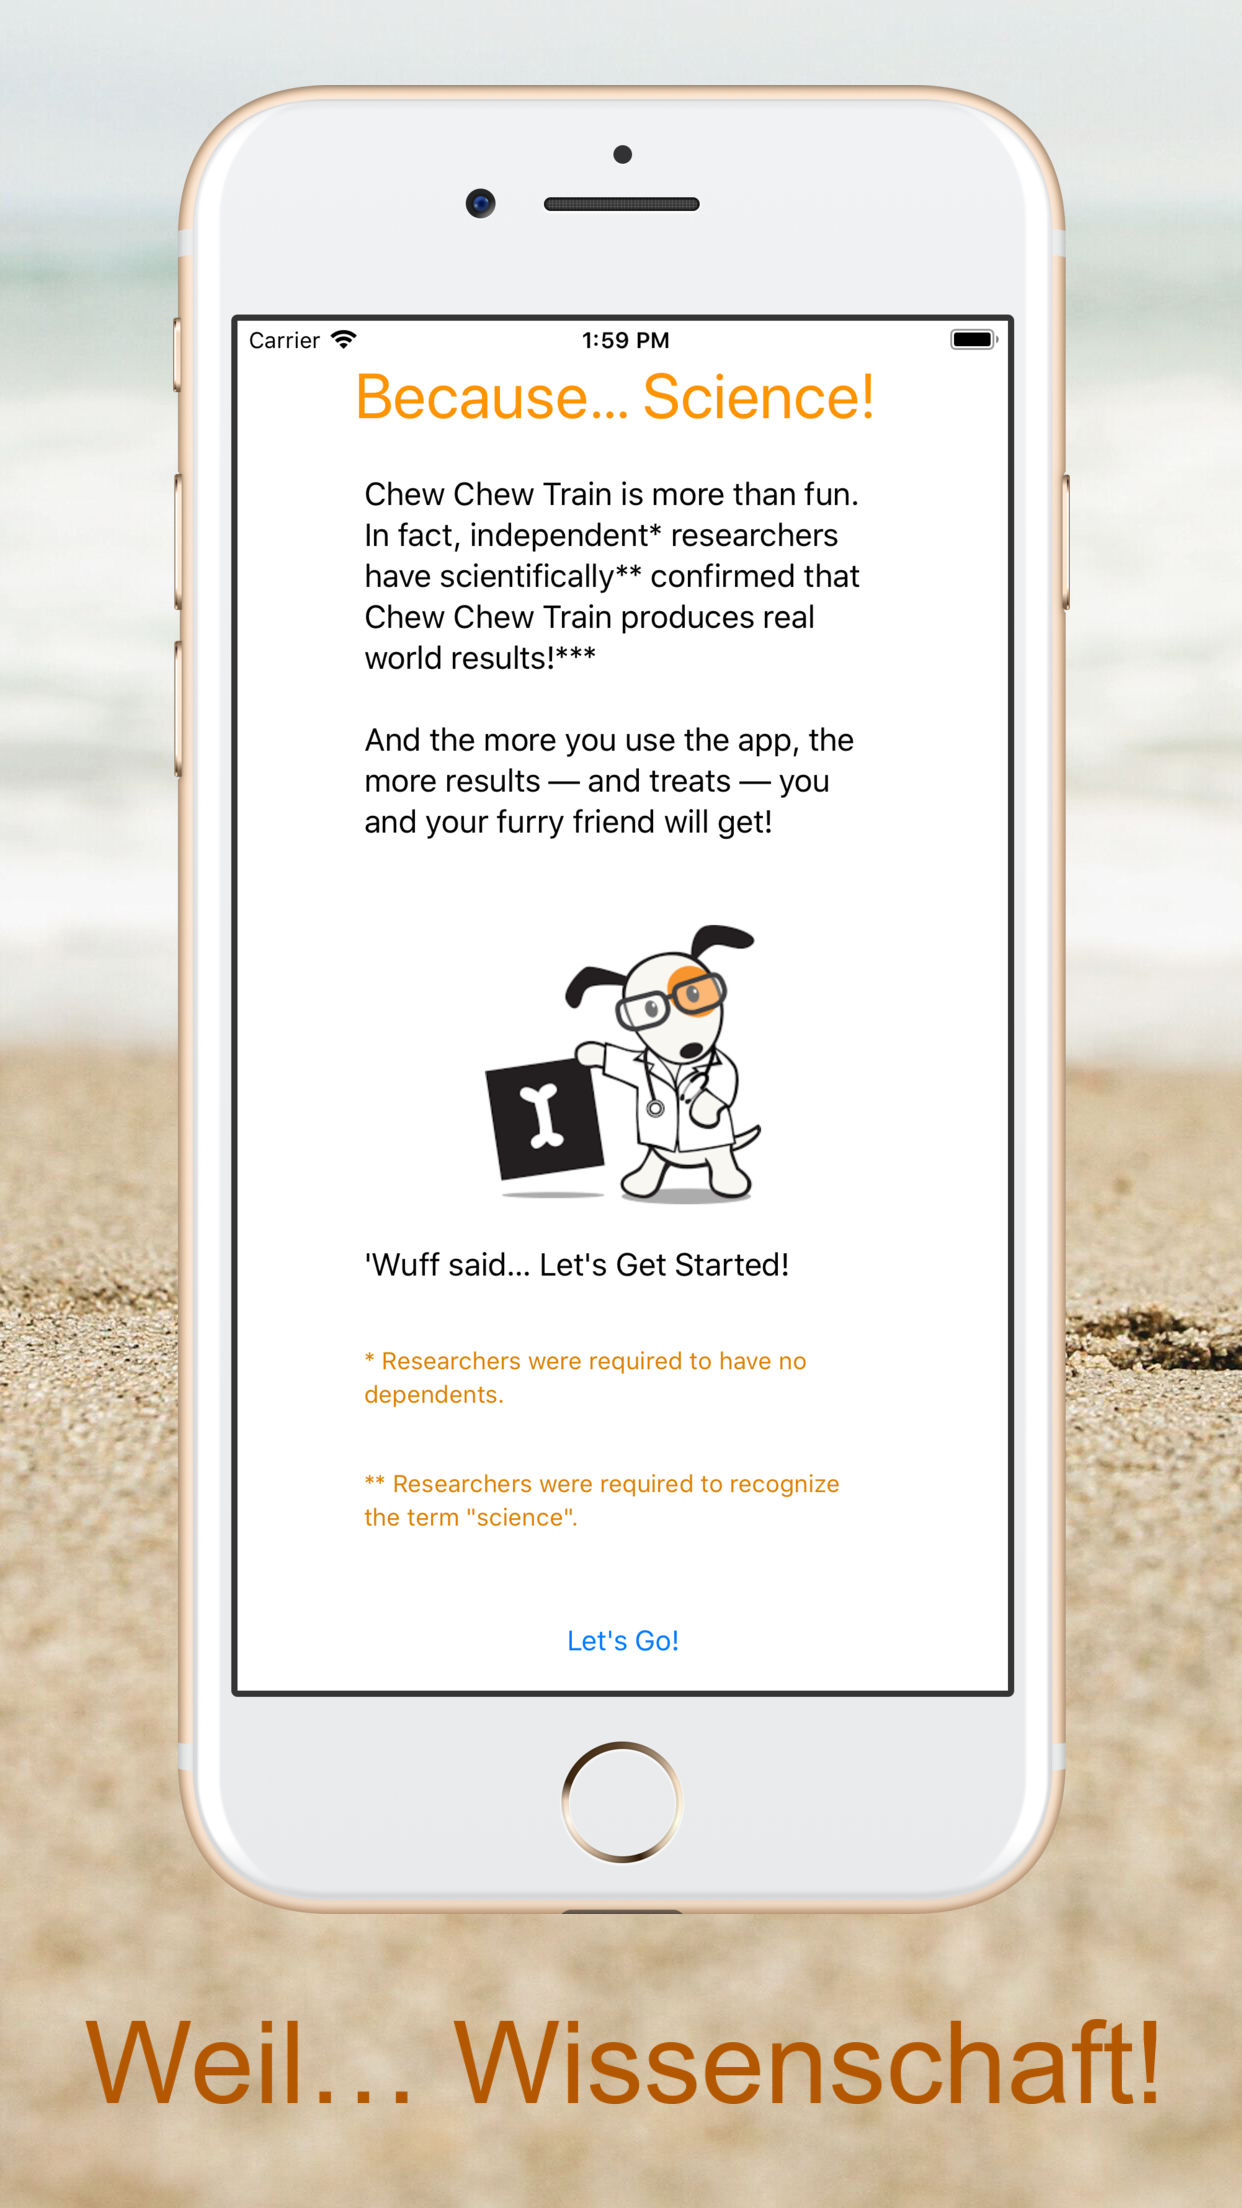 Carrier
1:59 PM
Because... Science!
Chew Chew Train is more than fun.
In fact, independent* researchers
have scientifically** confirmed that
Chew Chew Train produces real
world results!***
And the more you use the app, the
more results — and treats — you
and your furry friend will get!
'Wuff said... Let's Get Started!
* Researchers were required to have no
dependents.
** Researchers were required to recognize
the term "science".
Let's Go!
Weil... Wissenschaft!